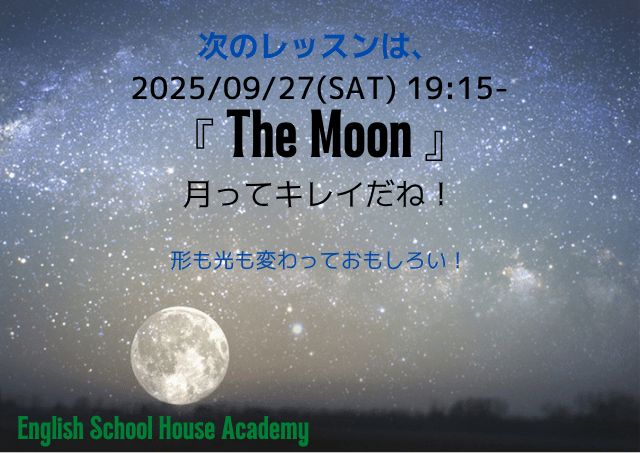 次のレッスンは、
2025/09/27(SAT) 19:15-
『 The Moon 』
月ってキレイだね！
形も光も変わっておもしろい！
English School House Academy